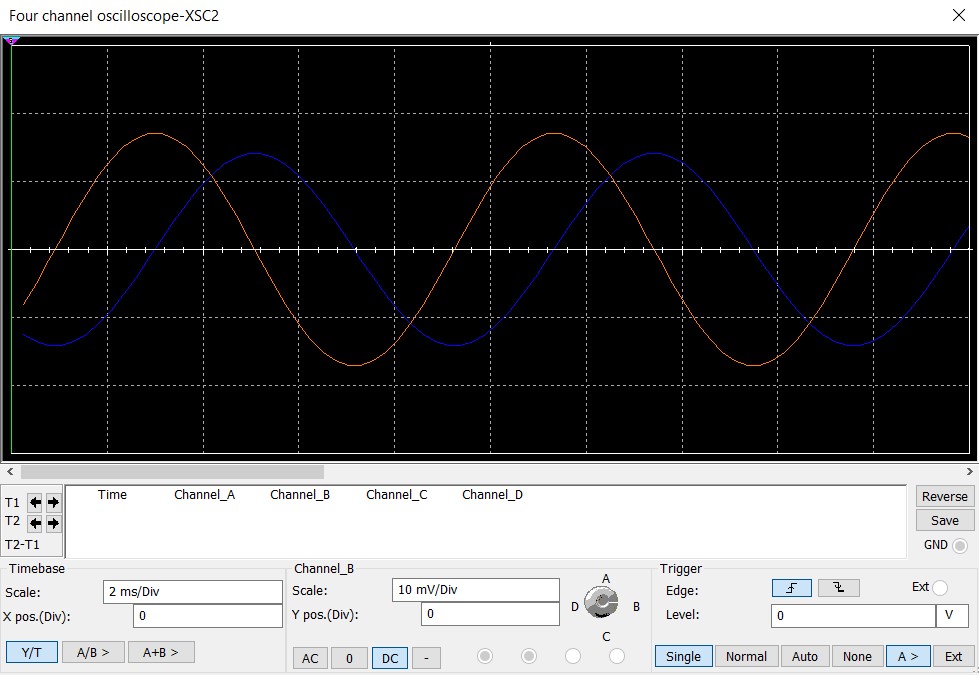 Four channel oscilloscope-XSC2
T1
T2
T2-T1
Time Channel_A Channel_B Channel_C Channel_D
Reverse
Save
GND
Timebase
Scale: 2 ms/Div
X pos.(Div): 0
Y/T A/B > A+B >
Channel_B
Scale: 10 mV/Div
Y pos.(Div): 0
AC 0 DC -
A
D B
C
Trigger
Edge: Ext
Level: 0 V
Single Normal Auto None A > Ext